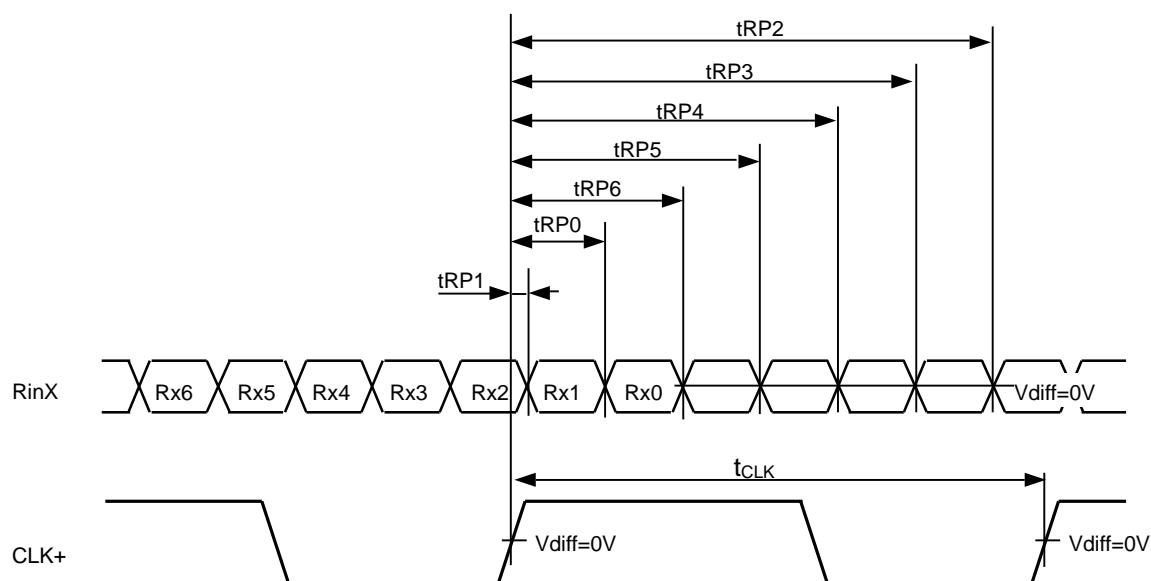 tRP2
tRP3
tRP4
tRP5
tRP6
tRP0
tRP1
RinX Rx6 Rx5 Rx4 Rx3 Rx2 Rx1 Rx0 Vdiff=0V
tCLK
CLK+ Vdiff=0V Vdiff=0V